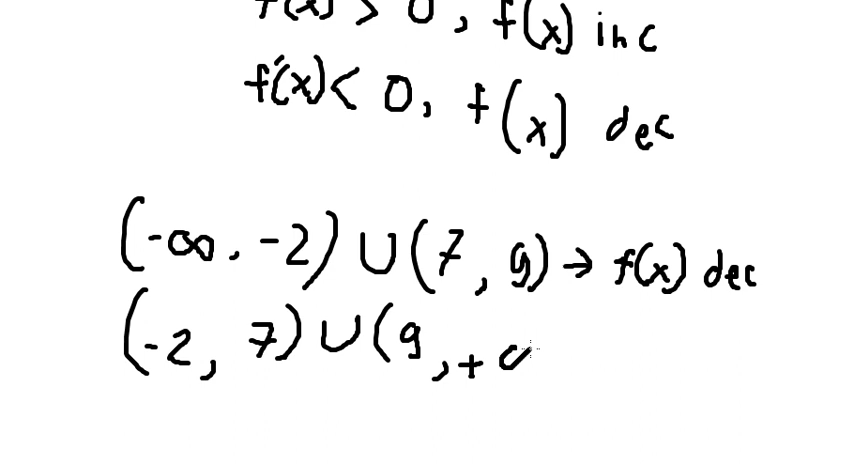 f(x) > 0, f(x) inc
f'(x) < 0, f(x) dec
(-∞, -2) ∪ (7, 9) → f(x) dec
(-2, 7) ∪ (9, +